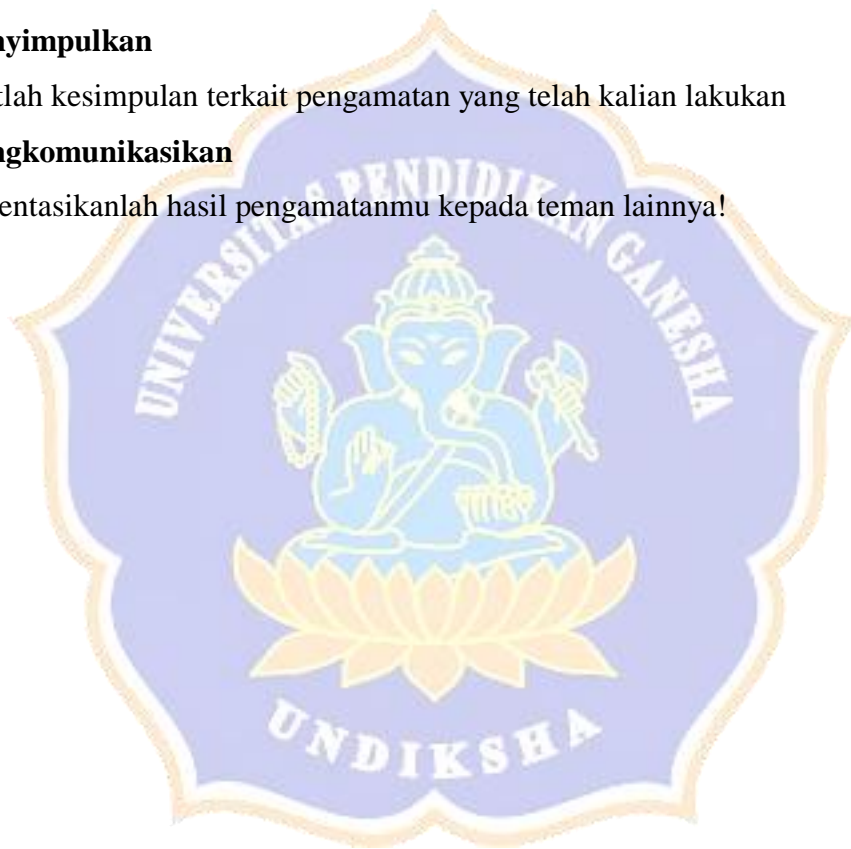 nyimpulkan
tlah kesimpulan terkait pengamatan yang telah kalian lakukan
ngkomunikasikan
entasikanlah hasil pengamatanmu kepada teman lainnya!
UNIVERSITAS PENDIDIKAN GANESHA
UNDIKSHA